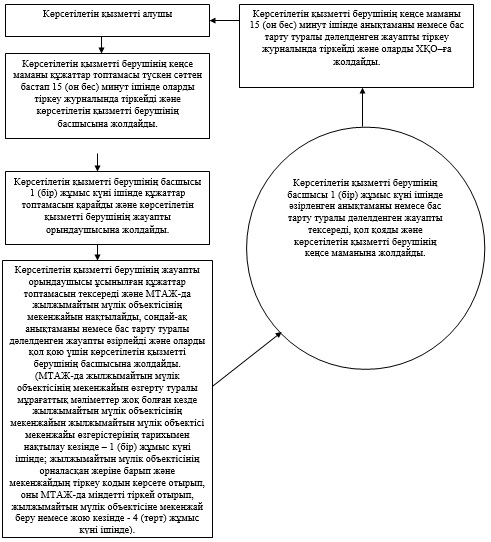 Көрсетілетін қызметті алушы
Көрсетілетін қызметті берушінің кеңсе
маманы құжаттар топтамасы түскен сәттен
бастап 15 (он бес) минут ішінде оларды
тіркеу журналында тіркейді және
көрсетілетін қызметті берушінің
басшысына жолдайды.
Көрсетілетін қызметті берушінің басшысы
1 (бір) жұмыс күні ішінде құжаттар
топтамасын қарайды және көрсетілетін
қызметті берушінің жауапты
орындаушысына жолдайды.
Көрсетілетін қызметті берушінің жауапты
орындаушысы ұсынылған құжаттар
топтамасын тексереді және МТАЖ-да
жылжымайтын мүлік объектісінің
мекенжайын нақтылайды, сондай-ақ
анықтаманы немесе бас тарту туралы
дәлелденген жауапты әзірлейді және оларды
қол қою үшін көрсетілетін қызметті
берушінің басшысына жолдайды.
(МТАЖ-да жылжымайтын мүлік
объектісінің мекенжайын өзгерту туралы
мұрағаттық мәліметтер жоқ болған кезде
жылжымайтын мүлік объектісінің
мекенжайын жылжымайтын мүлік объектісі
мекенжайы өзгерістерінің тарихымен
нақтылау кезінде – 1 (бір) жұмыс күні
ішінде; жылжымайтын мүлік объектісінің
орналасқан жеріне барып және
мекенжайдың тіркеу кодын көрсете отырып,
оны МТАЖ-да міндетті тіркей отырып,
жылжымайтын мүлік объектісіне мекенжай
беру немесе жою кезінде - 4 (төрт) жұмыс
күні ішінде).
Көрсетілетін қызметті берушінің
басшысы 1 (бір) жұмыс күні ішінде
әзірленген анықтаманы немесе бас
тарту туралы дәлелденген жауапты
тексереді, қол қояды және
көрсетілетін қызметті берушінің
кеңсе маманына жолдайды.
Көрсетілетін қызметті берушінің кеңсе маманы
15 (он бес) минут ішінде анықтаманы немесе бас
тарту туралы дәлелденген жауапты тіркеу
журналында тіркейді және оларды ХҚО–ға
жолдайды.